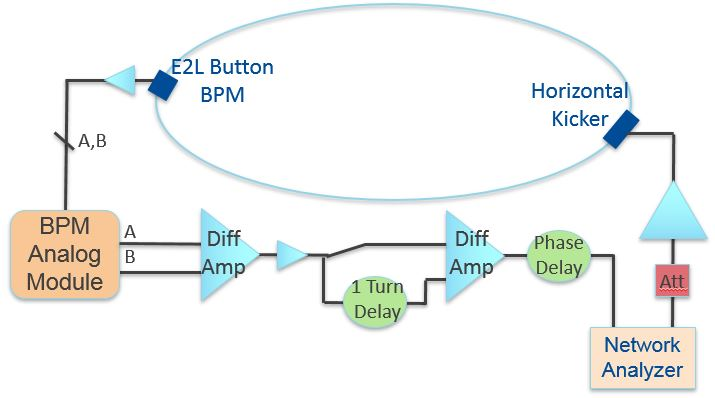 E2L Button
BPM
Horizontal
Kicker
A,B
BPM
Analog
Module
A
B
Diff
Amp
1 Turn
Delay
Diff
Amp
Phase
Delay
Att
Network
Analyzer